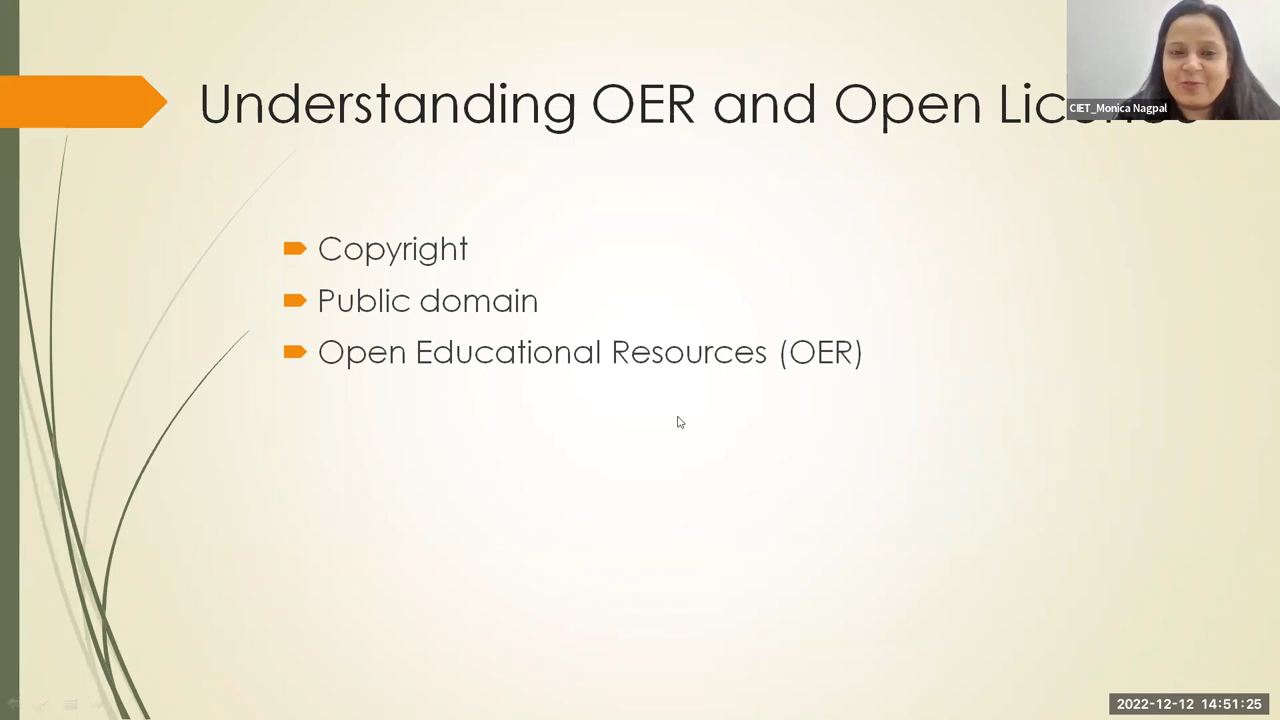 Understanding OER and Open
CIET_Monica Nagpal
Copyright
Public domain
Open Educational Resources (OER)
2022-12-12 14:51:25